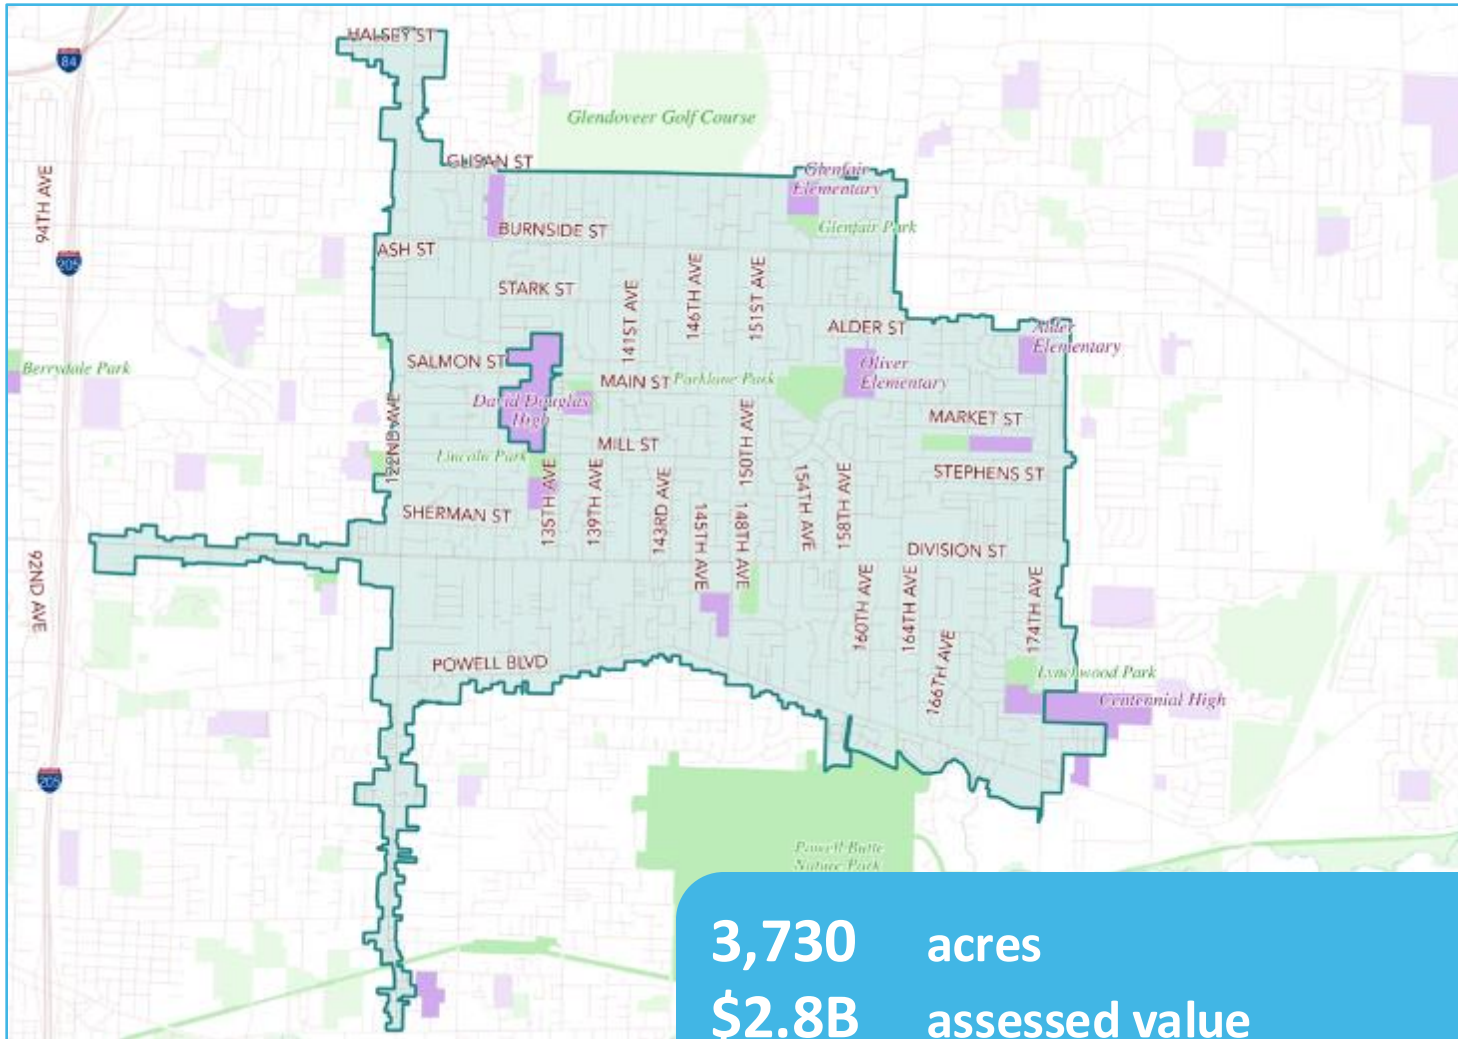 HALSEY ST
84
Glendoveer Golf Course
GLISAN ST
Glenfair
Elementary
94TH AVE
BURNSIDE ST
Glenfair Park
ASH ST
205
STARK ST
141ST AVE
146TH AVE
151ST AVE
ALDER ST
Alder
Elementary
SALMON ST
Berrydale Park
MAIN ST
Parklane Park
Oliver
Elementary
David Douglas
High
122ND AVE
MARKET ST
MILL ST
150TH AVE
Lincoln Park
STEPHENS ST
135TH AVE
139TH AVE
143RD AVE
154TH AVE
158TH AVE
SHERMAN ST
145TH AVE
148TH AVE
DIVISION ST
92ND AVE
160TH AVE
164TH AVE
174TH AVE
166TH AVE
POWELL BLVD
Lynchwood Park
Centennial High
205
Powell Butte
Nature Park
3,730 acres
$2.8B assessed value